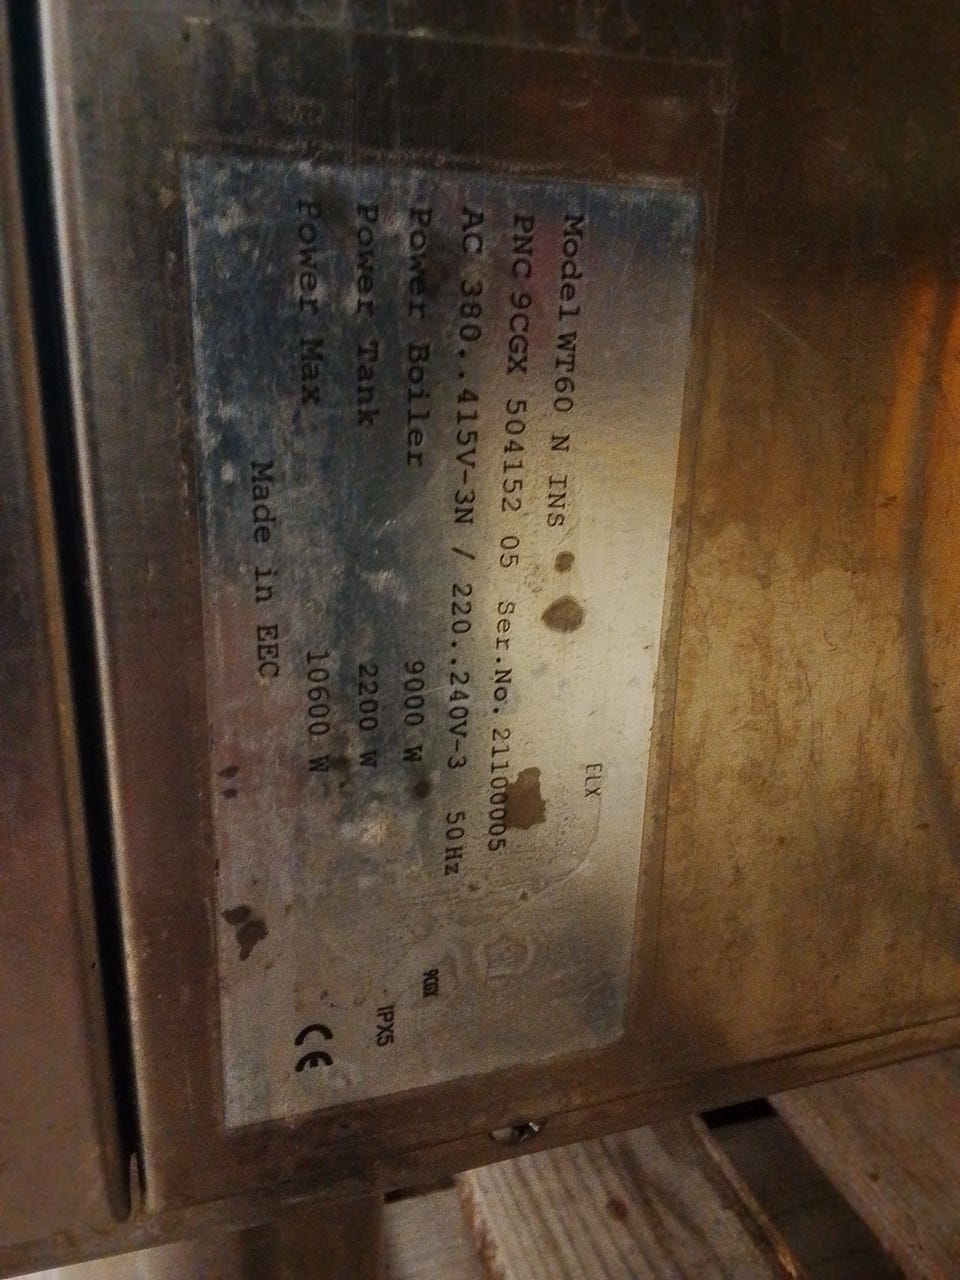 ELX
Model WT60 N INS
PNC 9CGX 504152 05 Ser.No. 21100005
AC 380..415V-3N / 220..240V-3 50Hz
Power Boiler 9000 W
9CGX
Power Tank 2200 W
IPX5
Power Max 10600 W
CE
Made in EEC